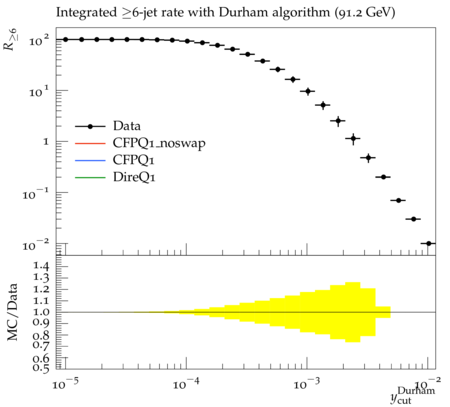 Integrated ≥6-jet rate with Durham algorithm (91.2 GeV)
R≥6
10²
10¹
1
10⁻¹
10⁻²
Data
CFPQ1_noswap
CFPQ1
DireQ1
MC/Data
1.4
1.3
1.2
1.1
1.0
0.9
0.8
0.7
0.6
0.5
10⁻⁵
10⁻⁴
10⁻³
10⁻²
y_cut^Durham